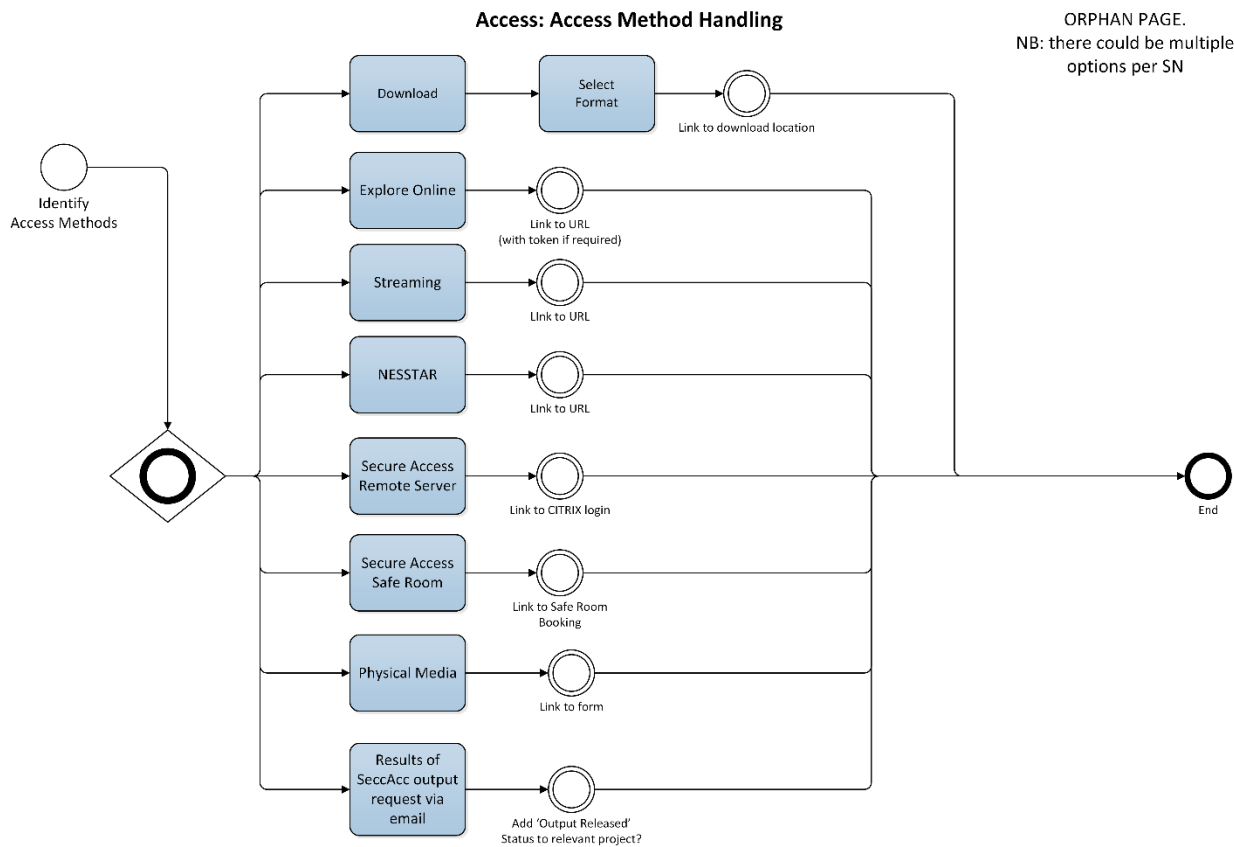 Access: Access Method Handling
ORPHAN PAGE.
NB: there could be multiple
options per SN
Identify
Access Methods
Download
Select
Format
Link to download location
Explore Online
Link to URL
(with token if required)
Streaming
LInk to URL
NESSTAR
LInk to URL
Secure Access
Remote Server
Link to CITRIX login
End
Secure Access
Safe Room
Link to Safe Room
Booking
Physical Media
Link to form
Results of
SeccAcc output
request via
email
Add ‘Output Released’
Status to relevant project?